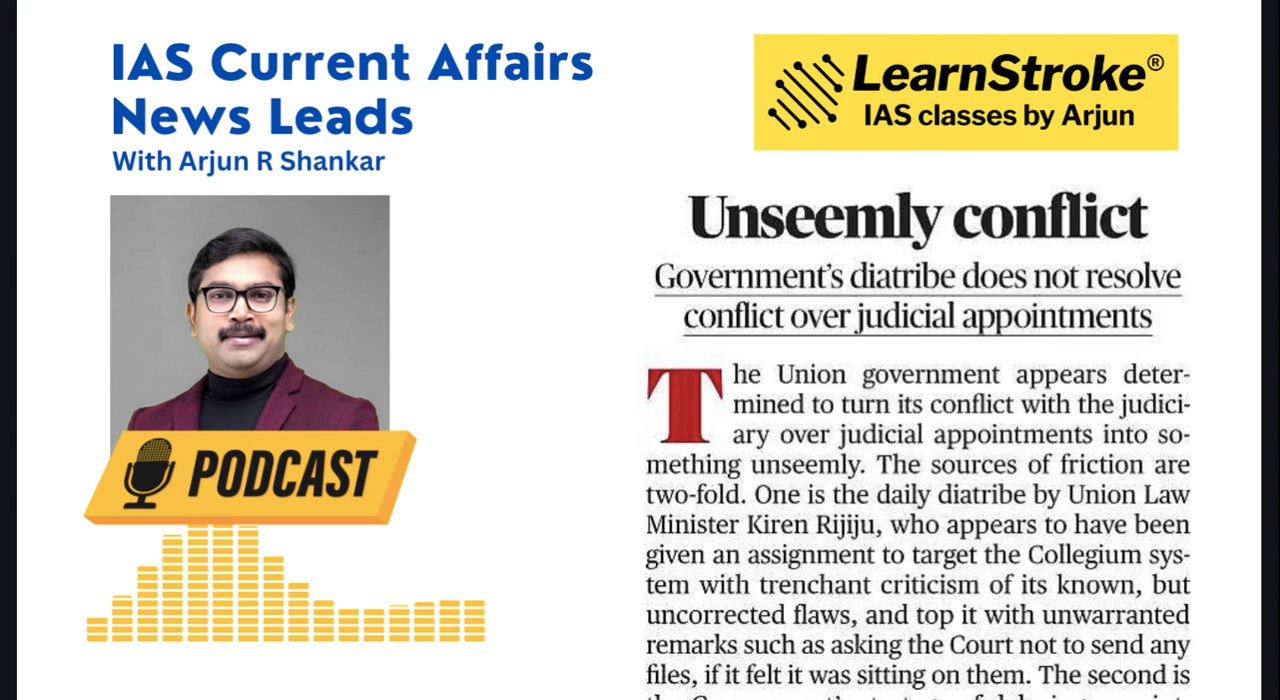 IAS Current Affairs
News Leads
With Arjun R Shankar
PODCAST
LearnStroke®
IAS classes by Arjun
Unseemly conflict
Government's diatribe does not resolve
conflict over judicial appointments
The Union government appears deter-
mined to turn its conflict with the judici-
ary over judicial appointments into so-
mething unseemly. The sources of friction are
two-fold. One is the daily diatribe by Union Law
Minister Kiren Rijiju, who appears to have been
given an assignment to target the Collegium sys-
tem with trenchant criticism of its known, but
uncorrected flaws, and top it with unwarranted
remarks such as asking the Court not to send any
files, if it felt it was sitting on them. The second is